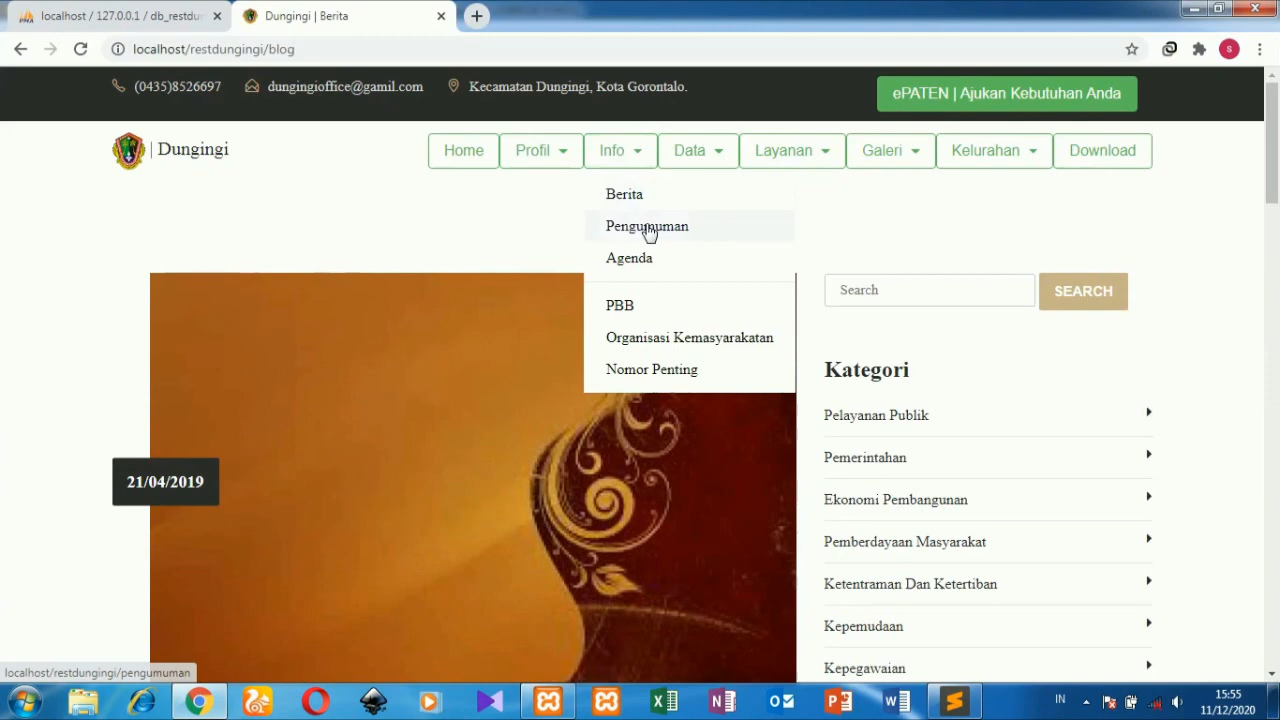 localhost / 127.0.0.1 / db_restdu
Dungingi | Berita
localhost/restdungingi/blog
S
(0435)8526697
dungingioffice@gamil.com
Kecamatan Dungingi, Kota Gorontalo.
ePATEN | Ajukan Kebutuhan Anda
| Dungingi
Home
Profil
Info
Data
Layanan
Galeri
Kelurahan
Download
Berita
Pengumuman
Agenda
PBB
Organisasi Kemasyarakatan
Nomor Penting
Search
SEARCH
Kategori
Pelayanan Publik
Pemerintahan
Ekonomi Pembangunan
Pemberdayaan Masyarakat
Ketentraman Dan Ketertiban
Kepemudaan
Kepegawaian
21/04/2019
localhost/restdungingi/pengumuman
IN
15:55
11/12/2020